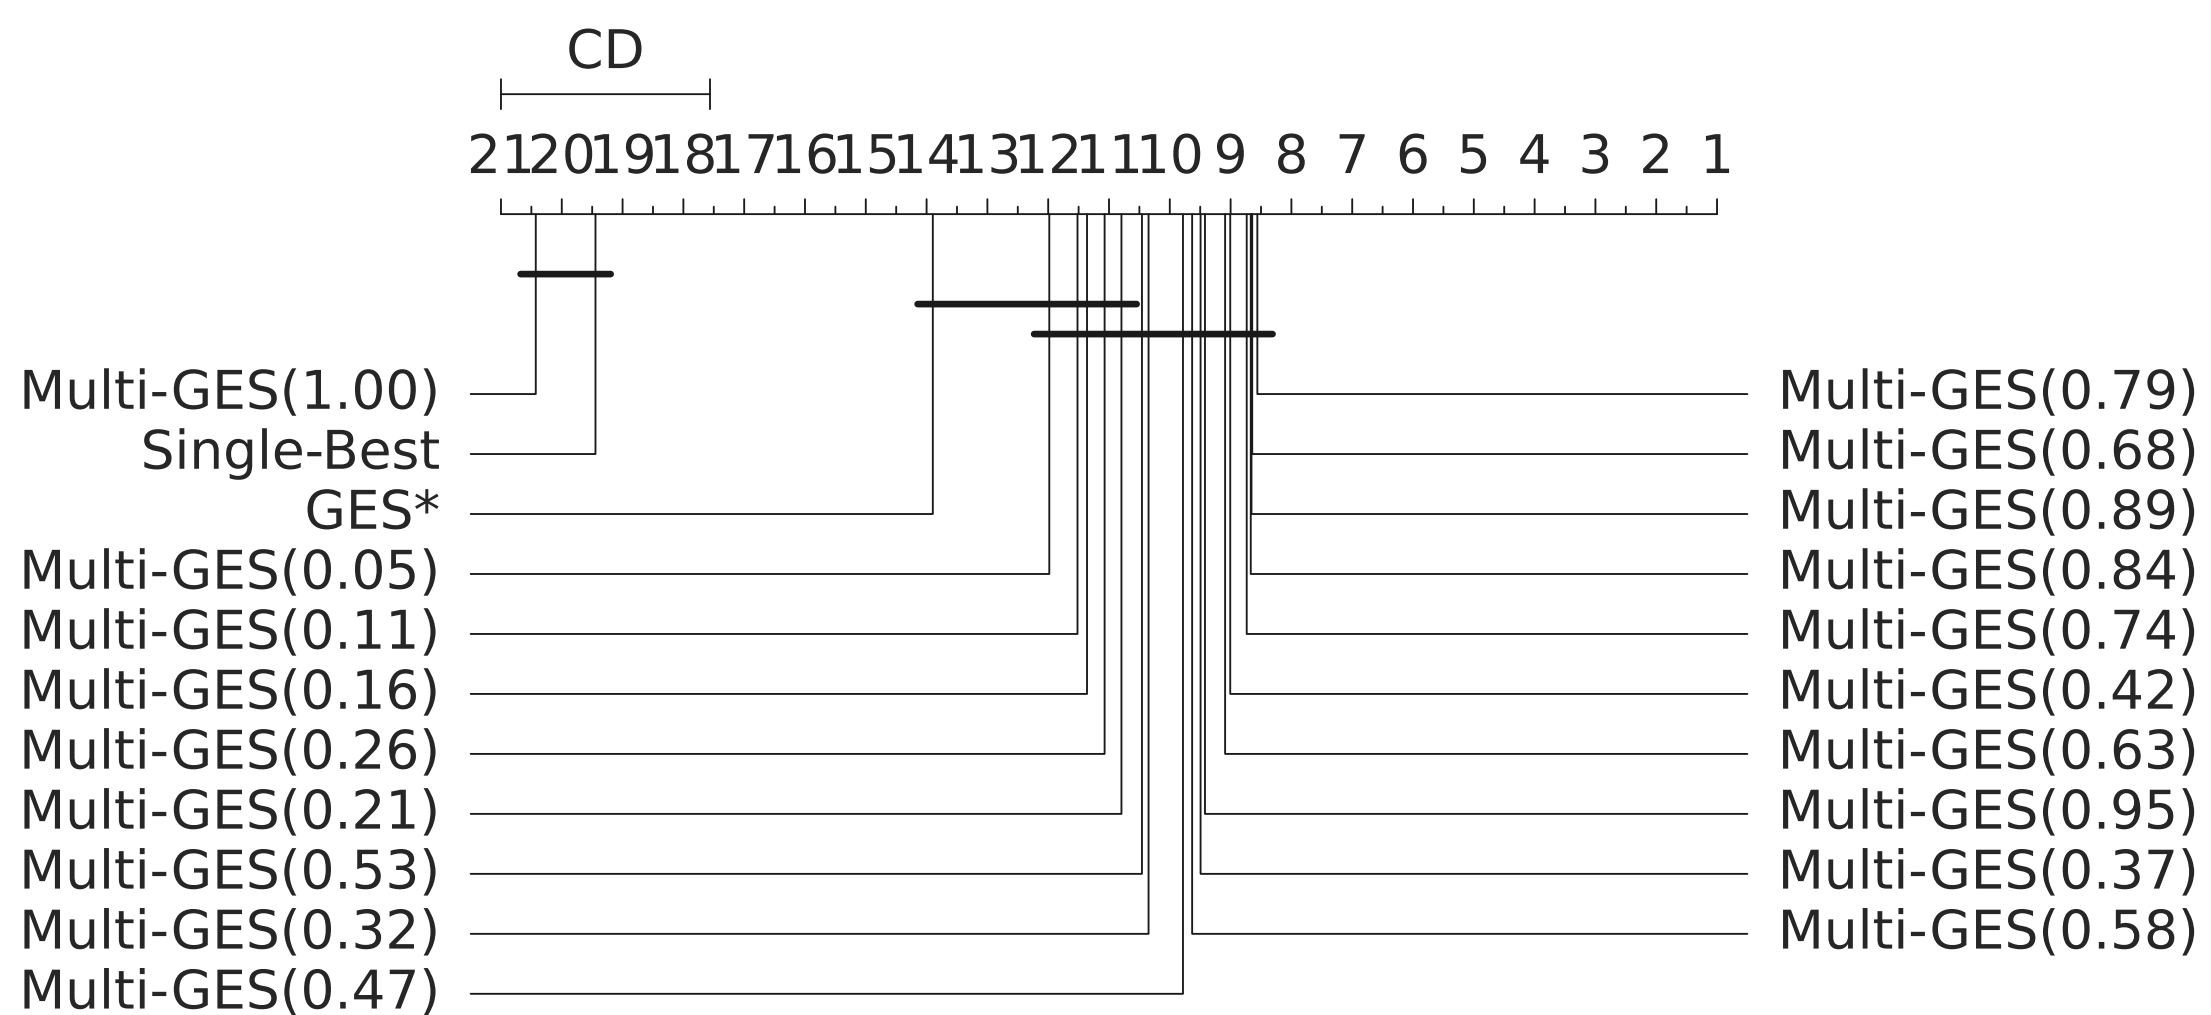 CD
21 20 19 18 17 16 15 14 13 12 11 10 9 8 7 6 5 4 3 2 1
Multi-GES(1.00) Multi-GES(0.79)
Single-Best Multi-GES(0.68)
GES* Multi-GES(0.89)
Multi-GES(0.05) Multi-GES(0.84)
Multi-GES(0.11) Multi-GES(0.74)
Multi-GES(0.16) Multi-GES(0.42)
Multi-GES(0.26) Multi-GES(0.63)
Multi-GES(0.21) Multi-GES(0.95)
Multi-GES(0.53) Multi-GES(0.37)
Multi-GES(0.32) Multi-GES(0.58)
Multi-GES(0.47)